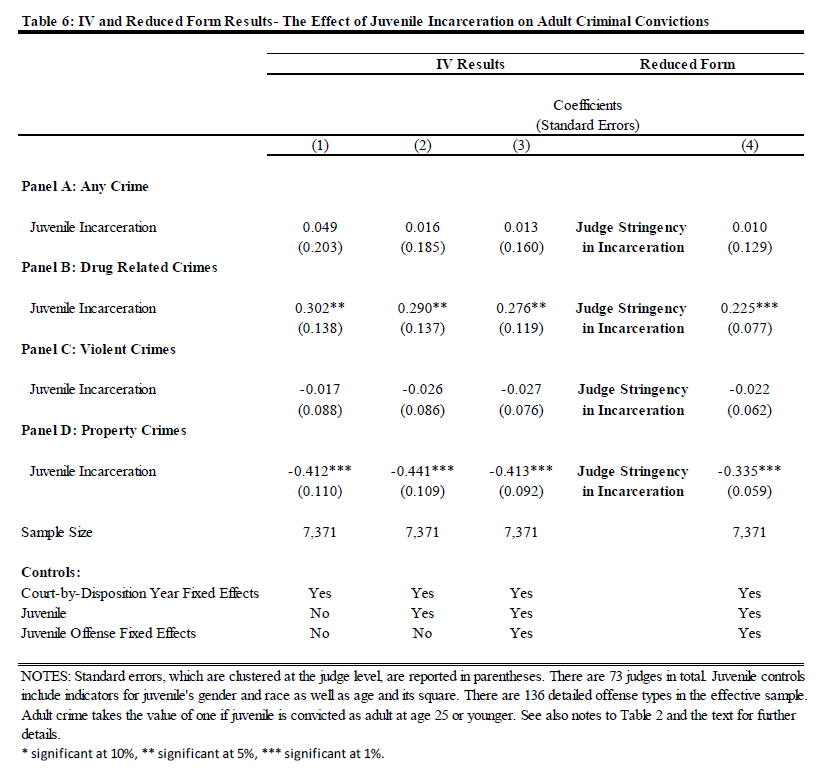 Table 6: IV and Reduced Form Results- The Effect of Juvenile Incarceration on Adult Criminal Convictions
IV Results Reduced Form
Coefficients
(Standard Errors)
(1) (2) (3) (4)
Panel A: Any Crime
Juvenile Incarceration 0.049 0.016 0.013 Judge Stringency 0.010
(0.203) (0.185) (0.160) in Incarceration (0.129)
Panel B: Drug Related Crimes
Juvenile Incarceration 0.302** 0.290** 0.276** Judge Stringency 0.225***
(0.138) (0.137) (0.119) in Incarceration (0.077)
Panel C: Violent Crimes
Juvenile Incarceration -0.017 -0.026 -0.027 Judge Stringency -0.022
(0.088) (0.086) (0.076) in Incarceration (0.062)
Panel D: Property Crimes
Juvenile Incarceration -0.412*** -0.441*** -0.413*** Judge Stringency -0.335***
(0.110) (0.109) (0.092) in Incarceration (0.059)
Sample Size 7,371 7,371 7,371 7,371
Controls:
Court-by-Disposition Year Fixed Effects Yes Yes Yes Yes
Juvenile No Yes Yes Yes
Juvenile Offense Fixed Effects No No Yes Yes
NOTES: Standard errors, which are clustered at the judge level, are reported in parentheses. There are 73 judges in total. Juvenile controls
include indicators for juvenile's gender and race as well as age and its square. There are 136 detailed offense types in the effective sample.
Adult crime takes the value of one if juvenile is convicted as adult at age 25 or younger. See also notes to Table 2 and the text for further
details.
* significant at 10%, ** significant at 5%, *** significant at 1%.